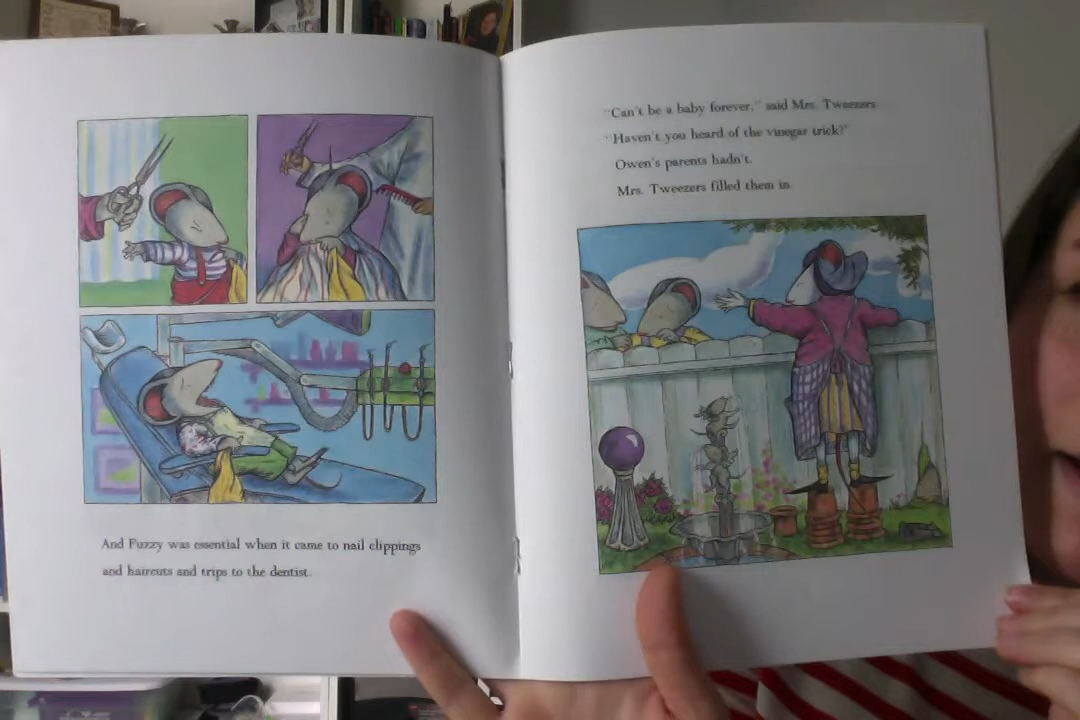 And Fuzzy was essential when it came to nail clippings
and haircuts and trips to the dentist.
"Can't be a baby forever," said Mrs. Tweezers.
"Haven't you heard of the vinegar trick?"
Owen's parents hadn't.
Mrs. Tweezers filled them in.